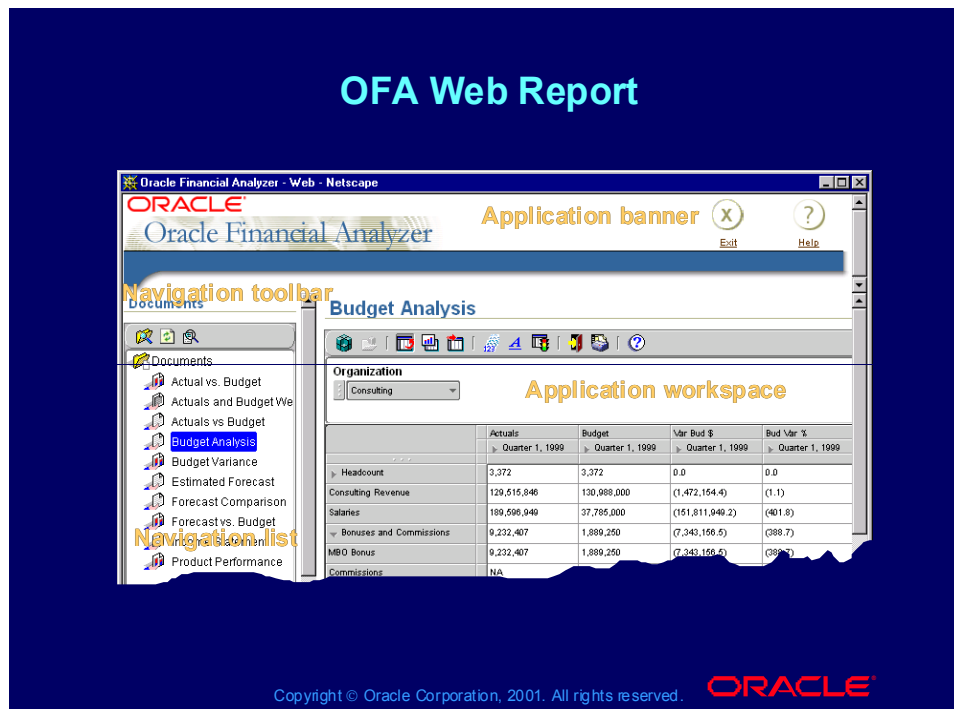 OFA Web Report
Oracle Financial Analyzer - Web - Netscape
ORACLE
Oracle Financial Analyzer
Application banner
X
?
Exit
Help
Navigation toolbar
Documents
Budget Analysis
Documents
Actual vs. Budget
Actuals and Budget We
Actuals vs Budget
Budget Analysis
Budget Variance
Estimated Forecast
Forecast Comparison
Forecast vs. Budget
Navigation list
Product Performance
123
A
?
Organization
Consulting
Application workspace
Actuals Budget Var Bud $ Bud Var %
Quarter 1, 1999 Quarter 1, 1999 Quarter 1, 1999 Quarter 1, 1999
Headcount 3,372 3,372 0.0 0.0
Consulting Revenue 129,515,846 130,988,000 (1,472,154.4) (1.1)
Salaries 189,596,949 37,785,000 (151,811,949.2) (401.8)
Bonuses and Commissions 9,232,407 1,889,250 (7,343,156.5) (388.7)
MBO Bonus 9,232,407 1,889,250 (7,343,156.5) (388.7)
Commissions NA
Copyright © Oracle Corporation, 2001. All rights reserved.
ORACLE